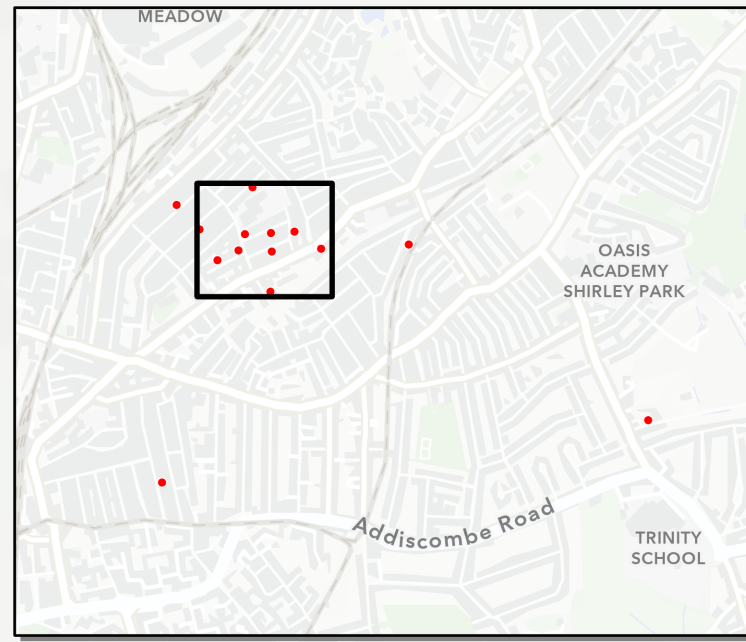 MEADOW
OASIS
ACADEMY
SHIRLEY PARK
Addiscombe Road
TRINITY
SCHOOL